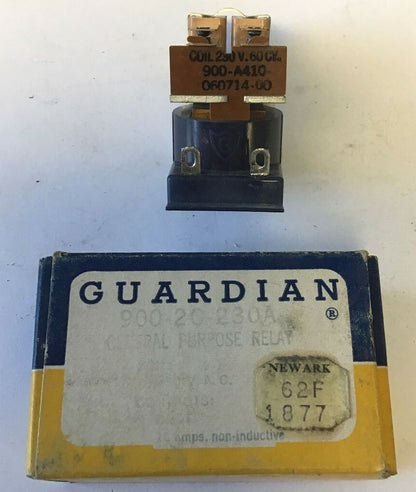 COIL 230 V. 60 CY.
900-A410-
060714-00
GUARDIAN ®
900-2C-230A
GENERAL PURPOSE RELAY
A.C.
NEWARK
62F
1877
Amps, non-inductive